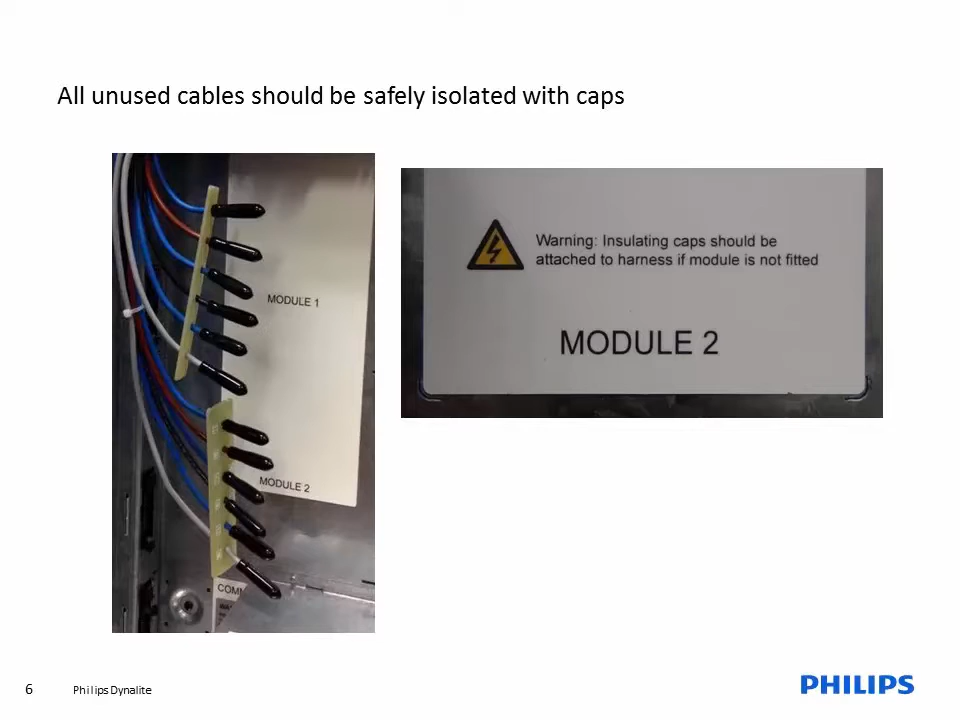 All unused cables should be safely isolated with caps
MODULE 1
MODULE 2
Warning: Insulating caps should be
attached to harness if module is not fitted
MODULE 2
6
Philips Dynalite
PHILIPS